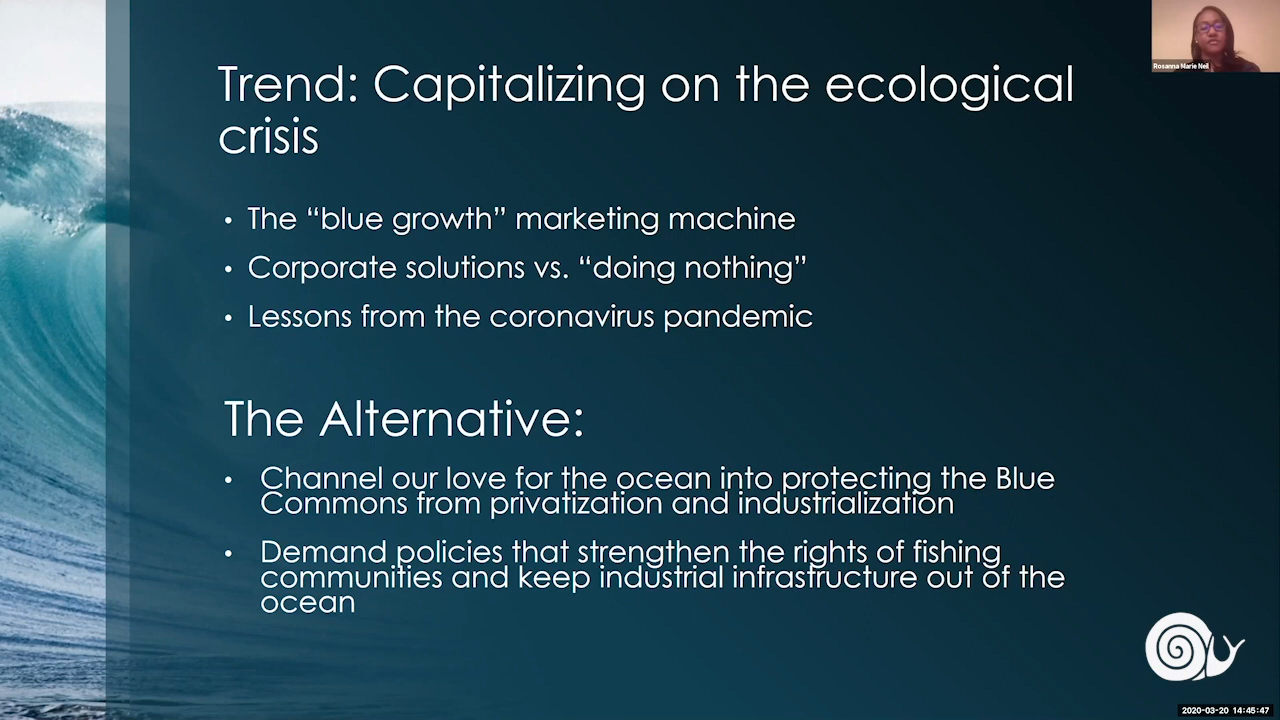 Rosanna Marie Neil
Trend: Capitalizing on the ecological
crisis
• The “blue growth” marketing machine
• Corporate solutions vs. “doing nothing”
• Lessons from the coronavirus pandemic
The Alternative:
• Channel our love for the ocean into protecting the Blue
Commons from privatization and industrialization
• Demand policies that strengthen the rights of fishing
communities and keep industrial infrastructure out of the
ocean
2020-03-20 14:45:47